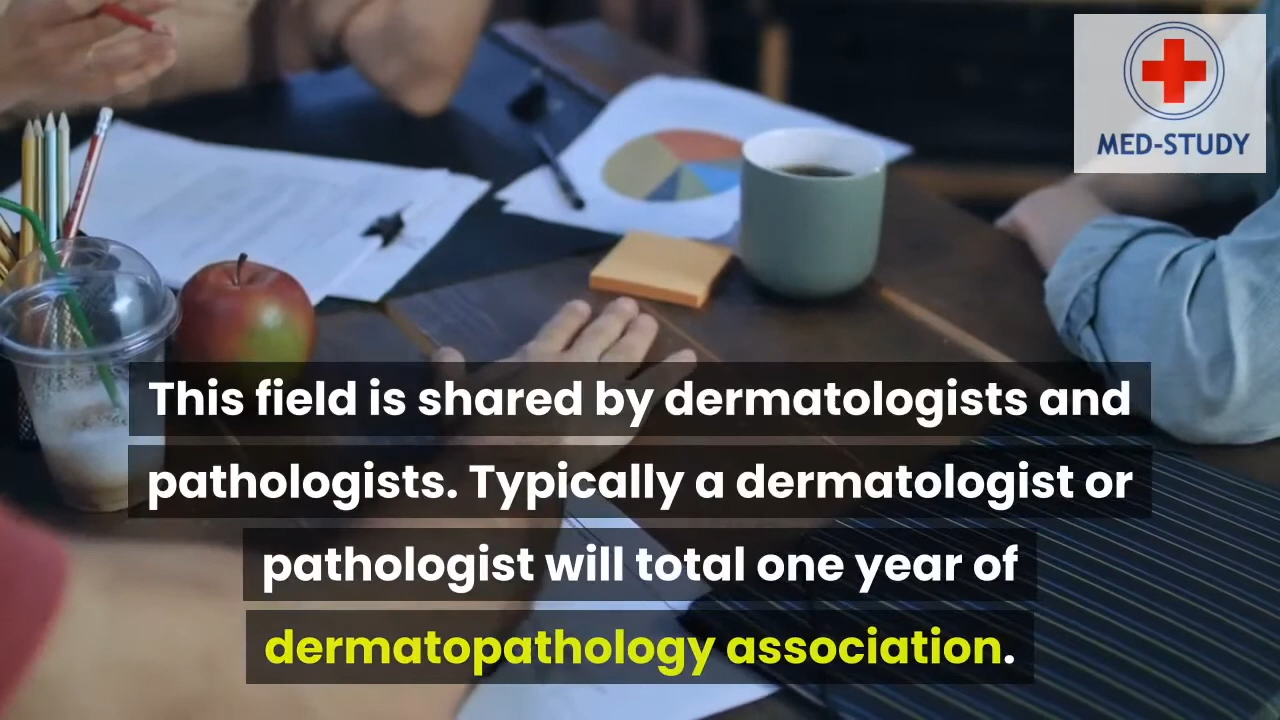 MED-STUDY
This field is shared by dermatologists and
pathologists. Typically a dermatologist or
pathologist will total one year of
dermatopathology association.